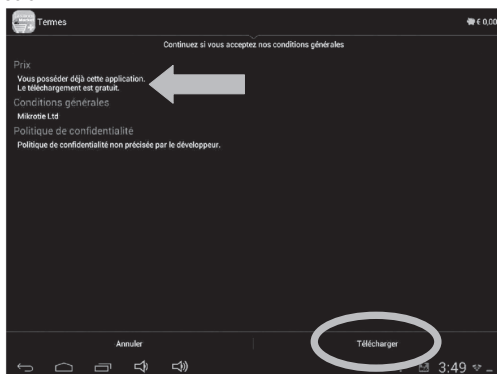 Termes
€ 0,00
Continuez si vous acceptez nos conditions générales
Prix
Vous posséder déjà cette application.
Le téléchargement est gratuit.
Conditions générales
Mikrotie Ltd
Politique de confidentialité
Politique de confidentialité non précisée par le développeur.
Annuler
Télécharger
3:49